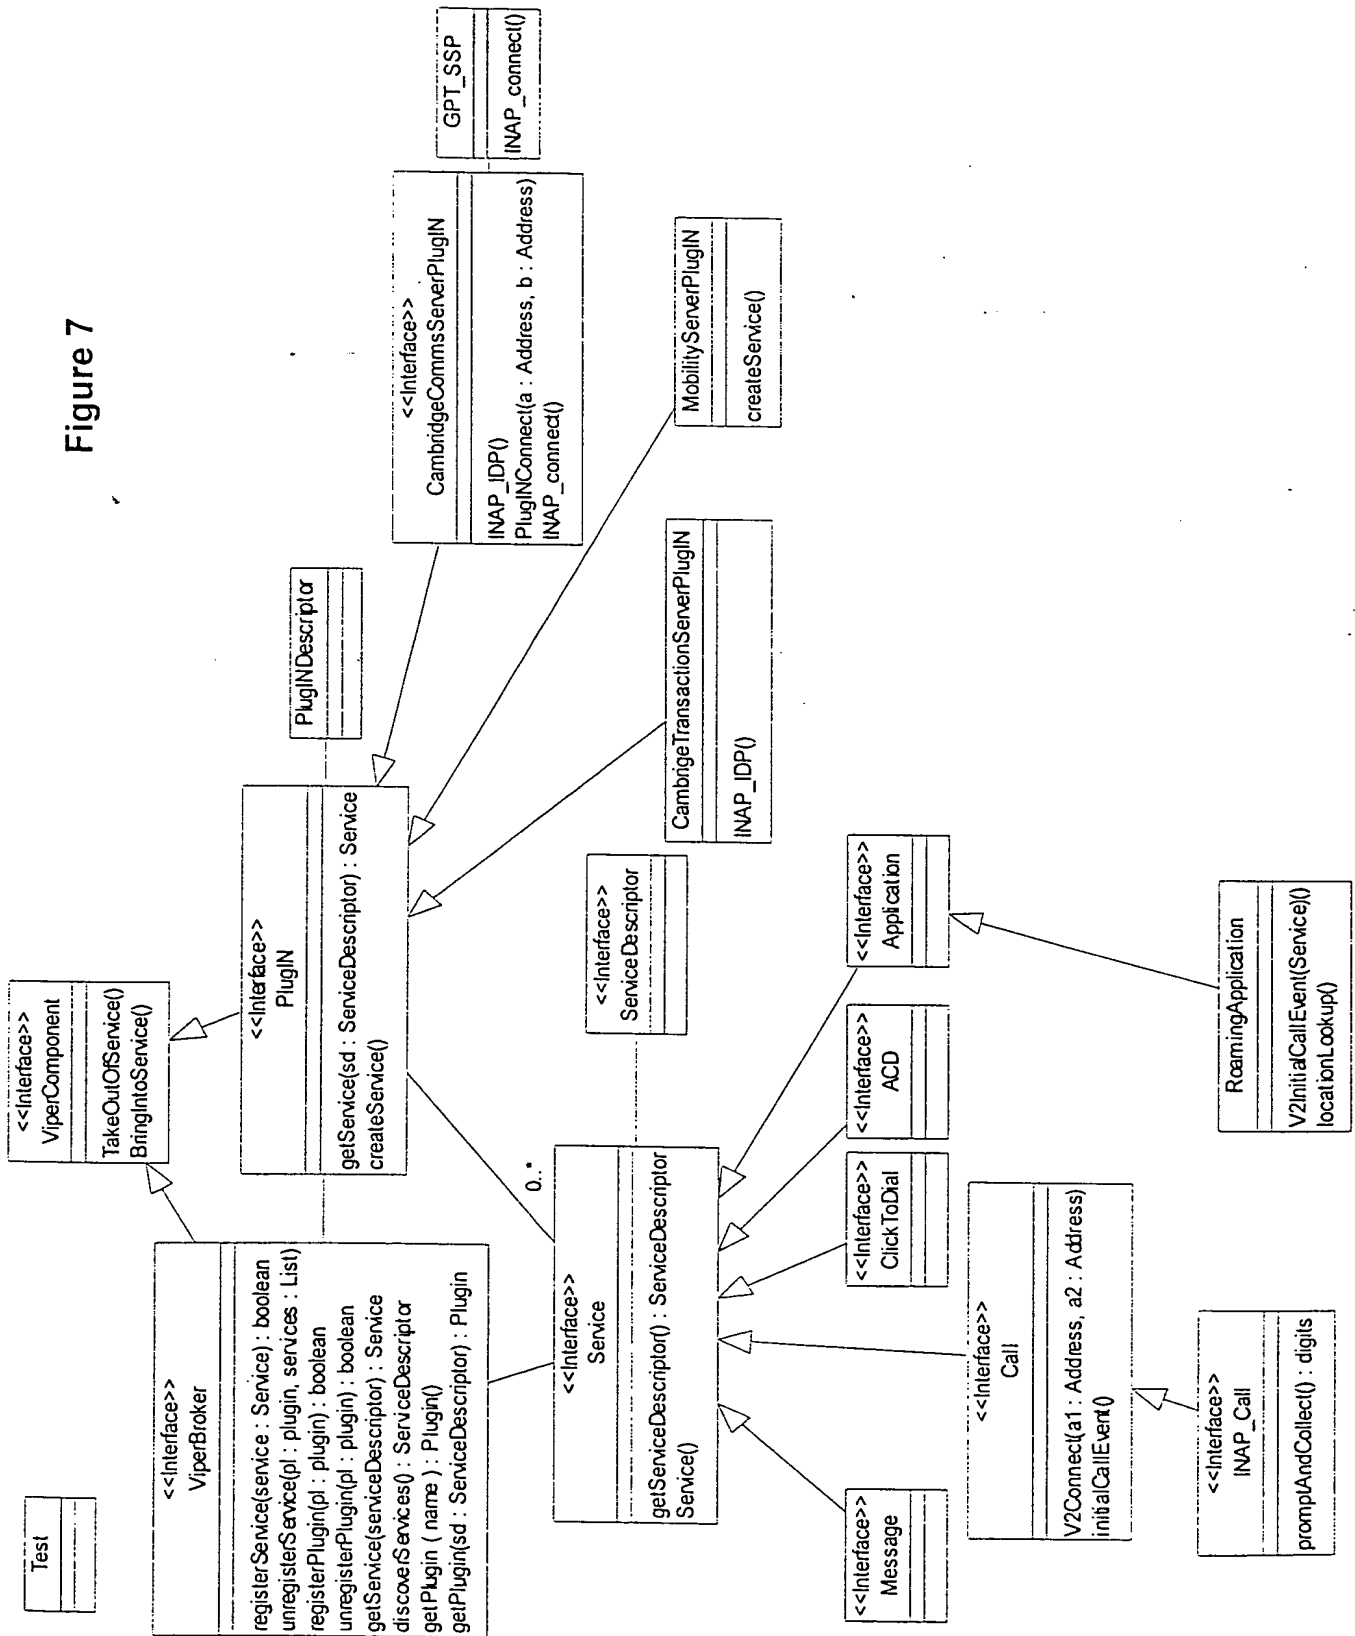 Figure 7
Test
<<Interface>>
ViperComponent
TakeOutOfService()
BringIntoService()
<<Interface>>
ViperBroker
registerService(service : Service) : boolean
unregisterService(pl : plugin, services : List)
registerPlugin(pl : plugin) : boolean
unregisterPlugin(pl : plugin) : boolean
getService(serviceDescriptor) : Service
discoverServices() : ServiceDescriptor
getPlugin ( name ) : Plugin()
getPlugin(sd : ServiceDescriptor) : Plugin
<<Interface>>
PlugIN
getService(sd : ServiceDescriptor) : Service
createService()
PlugINDescriptor
<<Interface>>
CambridgeCommsServerPlugIN
INAP_IDP()
PlugINConnect(a : Address, b : Address)
INAP_connect()
GPT_SSP
INAP_connect()
MobilityServerPlugIN
createService()
CambrigeTransactionServerPlugIN
INAP_IDP()
0..*
<<Interface>>
Service
getServiceDescriptor() : ServiceDescriptor
Service()
<<Interface>>
ServiceDescriptor
<<Interface>>
Message
<<Interface>>
ClickToDial
<<Interface>>
ACD
<<Interface>>
Application
<<Interface>>
Call
V2Connect(a1 : Address, a2 : Address)
initialCallEvent()
<<Interface>>
INAP_Call
promptAndCollect() : digits
RoamingApplication
V2InitialCallEvent(Service)()
locationLookup()